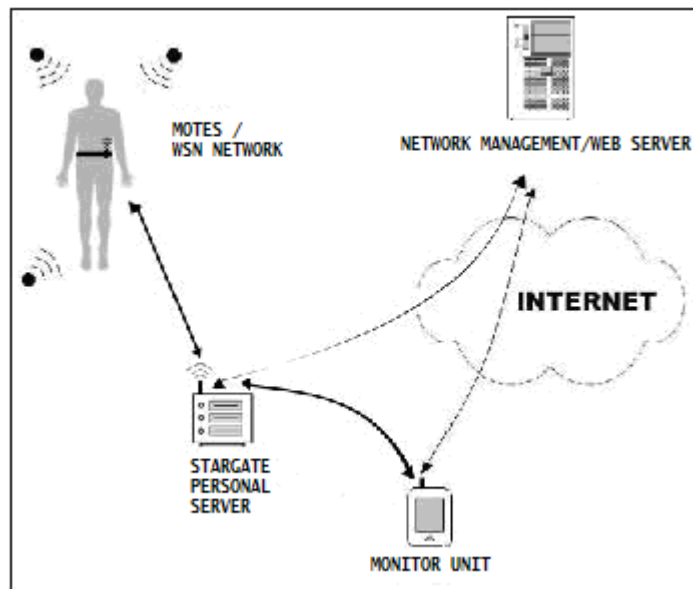 MOTES /
WSN NETWORK
NETWORK MANAGEMENT/WEB SERVER
INTERNET
STARGATE
PERSONAL
SERVER
MONITOR UNIT